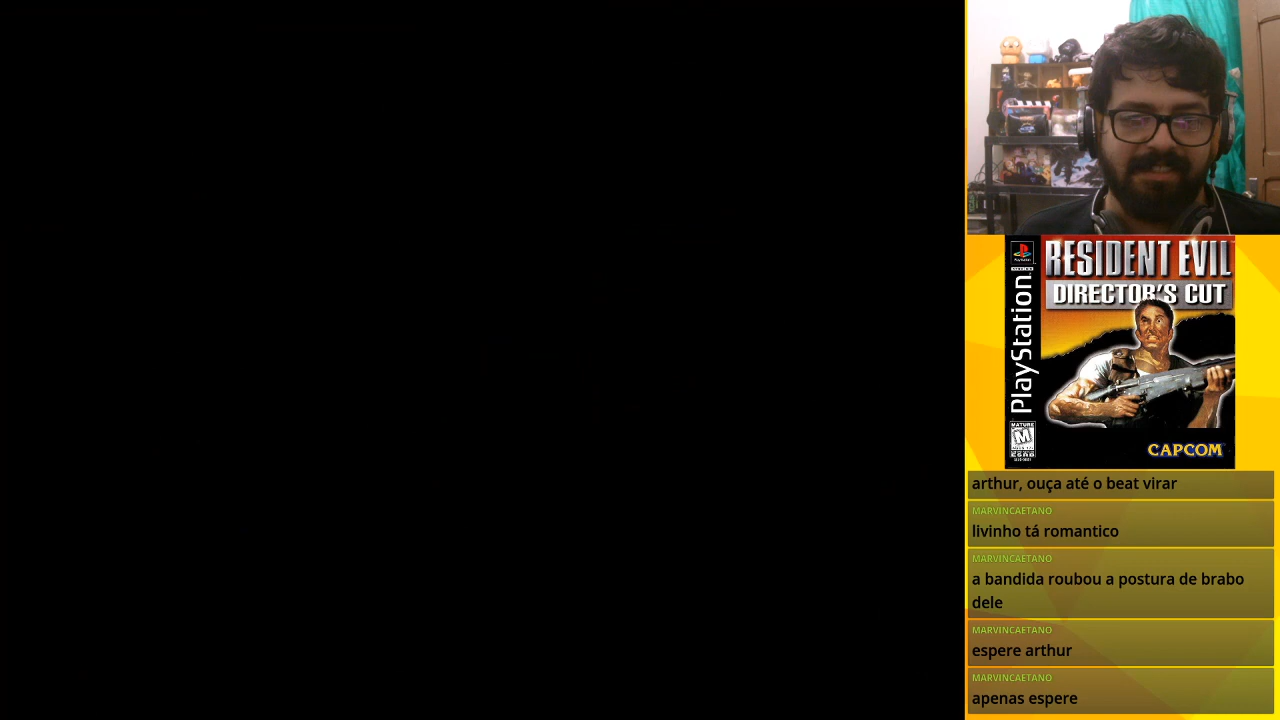 RESIDENT EVIL
DIRECTOR'S CUT
PlayStation
MATURE
M
CAPCOM
arthur, ouça até o beat virar
MARVINCAETANO
livinho tá romantico
MARVINCAETANO
a bandida roubou a postura de brabo
dele
MARVINCAETANO
espere arthur
MARVINCAETANO
apenas espere